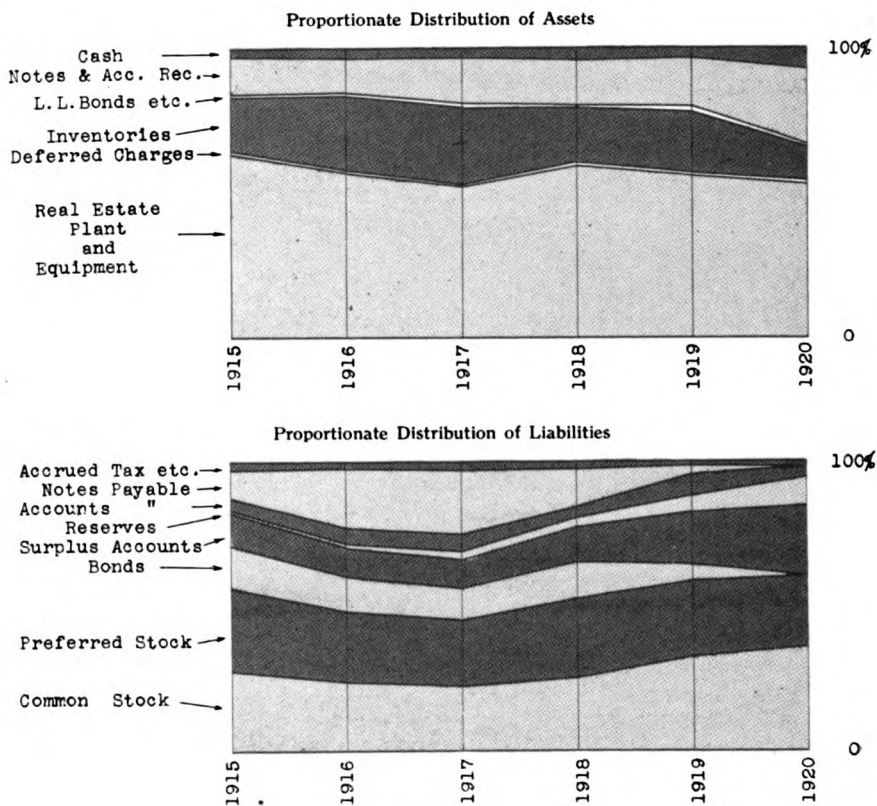 Proportionate Distribution of Assets
Cash
100%
Notes & Acc. Rec.
L.L.Bonds etc.
Inventories
Deferred Charges
Real Estate
Plant
and
Equipment
0
1915
1916
1917
1918
1919
1920
Proportionate Distribution of Liabilities
Accrued Tax etc.
100%
Notes Payable
Accounts "
Reserves
Surplus Accounts
Bonds
Preferred Stock
Common Stock
0
1915
1916
1917
1918
1919
1920